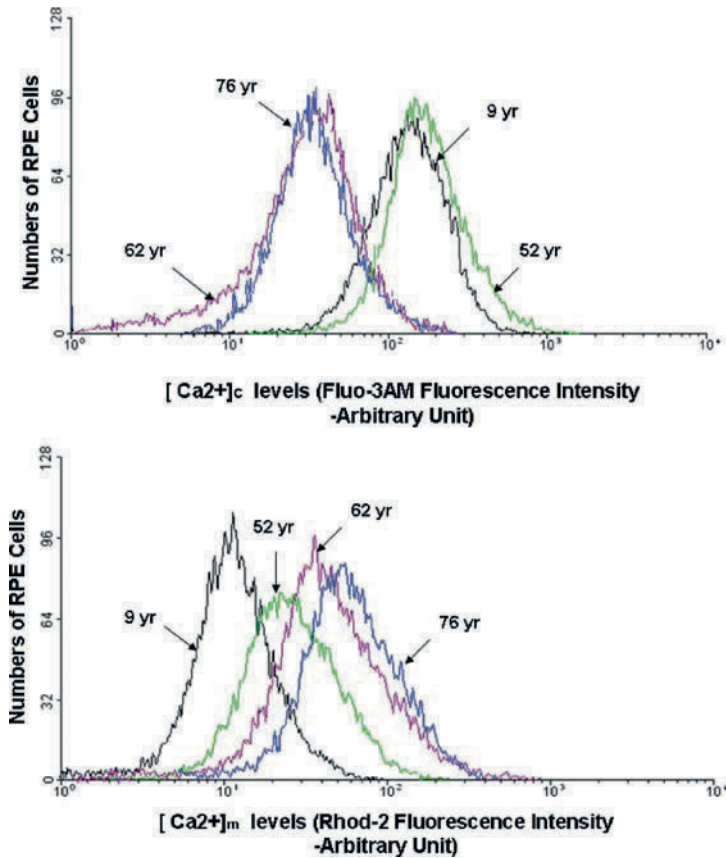 128
96
64
32
0
Numbers of RPE Cells
76 yr
9 yr
62 yr
52 yr
10⁰ 10¹ 10² 10³ 10⁴
[ Ca2+]c levels (Fluo-3AM Fluorescence Intensity
-Arbitrary Unit)
128
96
64
32
0
Numbers of RPE Cells
52 yr
62 yr
9 yr
76 yr
10⁰ 10¹ 10² 10³ 10⁴
[ Ca2+]m levels (Rhod-2 Fluorescence Intensity
-Arbitrary Unit)